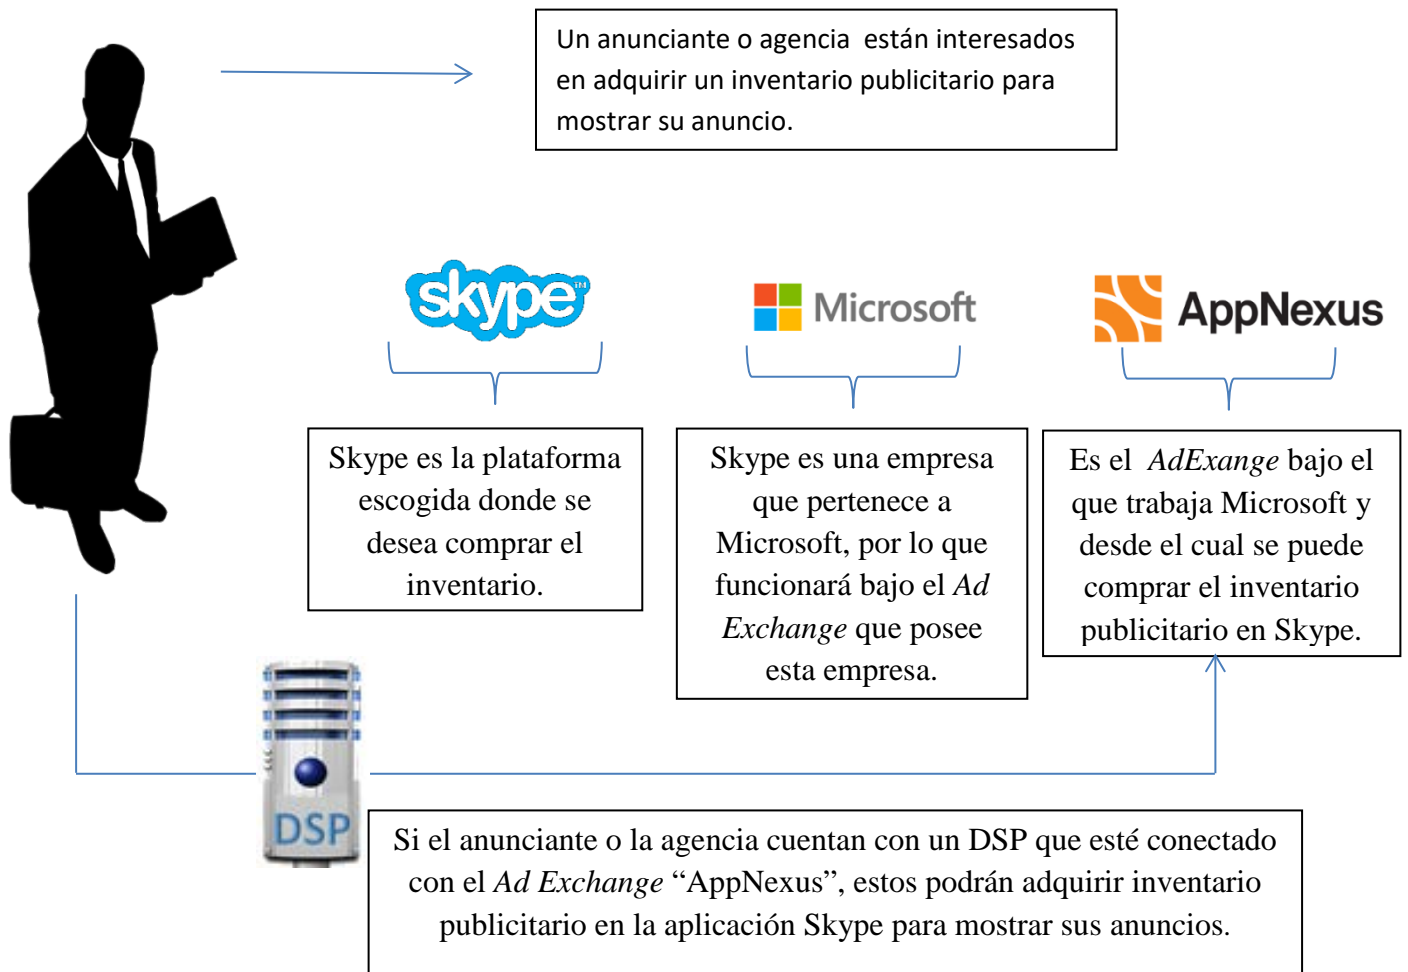 Un anunciante o agencia  están interesados
en adquirir un inventario publicitario para
mostrar su anuncio.
skype™
Microsoft
AppNexus
Skype es la plataforma
escogida donde se
desea comprar el
inventario.
Skype es una empresa
que pertenece a
Microsoft, por lo que
funcionará bajo el Ad
Exchange que posee
esta empresa.
Es el  AdExange bajo el
que trabaja Microsoft y
desde el cual se puede
comprar el inventario
publicitario en Skype.
DSP
Si el anunciante o la agencia cuentan con un DSP que esté conectado
con el Ad Exchange “AppNexus”, estos podrán adquirir inventario
publicitario en la aplicación Skype para mostrar sus anuncios.